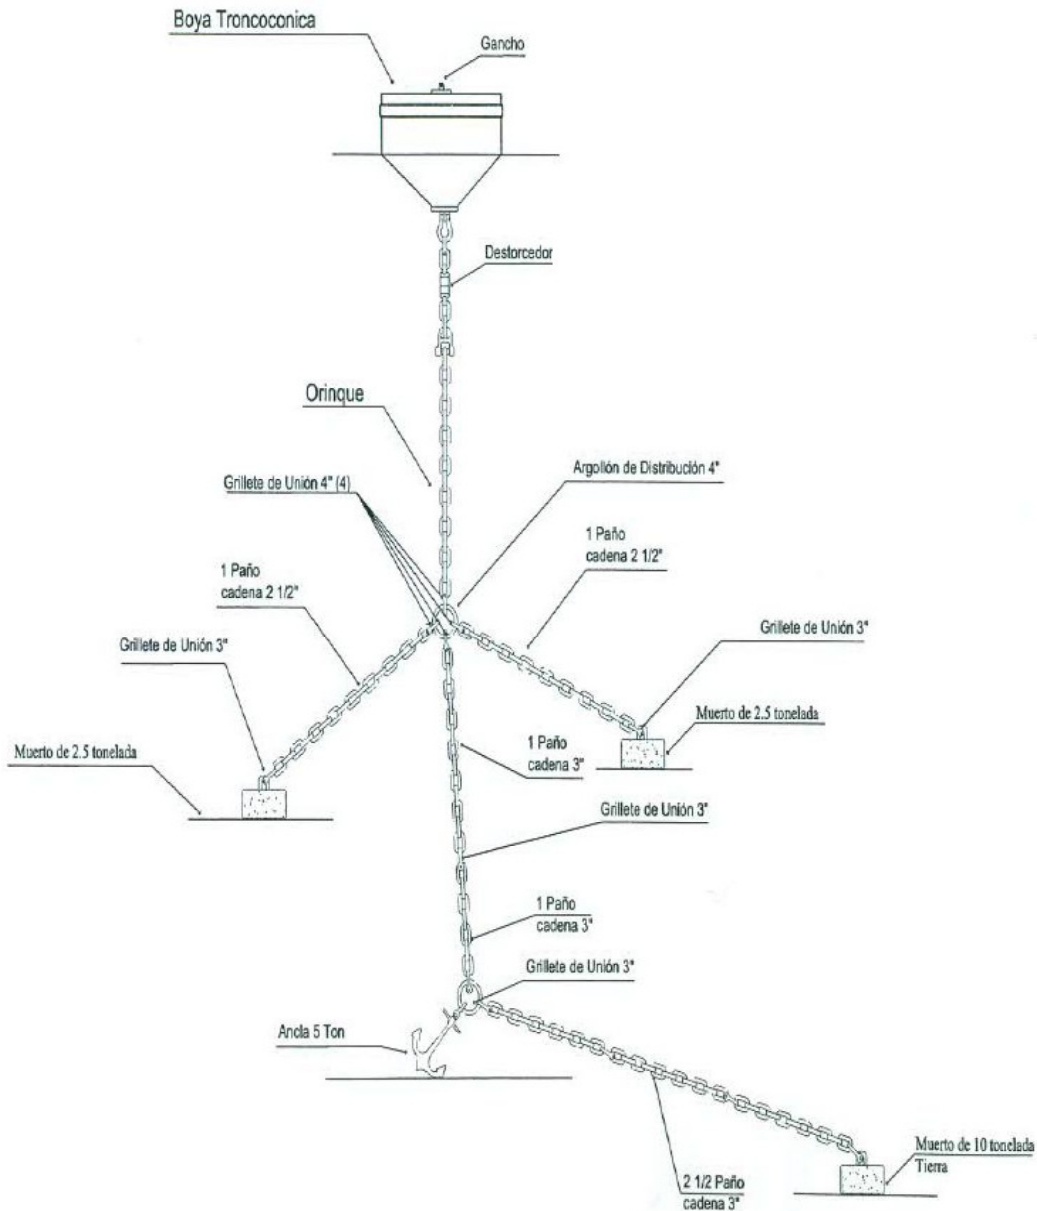 Boya Troncoconica
Gancho
Destorcedor
Orinque
Grillete de Unión 4" (4)
Argollón de Distribución 4"
1 Paño
cadena 2 1/2"
1 Paño
cadena 2 1/2"
Grillete de Unión 3"
Grillete de Unión 3"
Muerto de 2.5 tonelada
Muerto de 2.5 tonelada
1 Paño
cadena 3"
Grillete de Unión 3"
1 Paño
cadena 3"
Grillete de Unión 3"
Ancla 5 Ton
Muerto de 10 tonelada
Tierra
2 1/2 Paño
cadena 3"